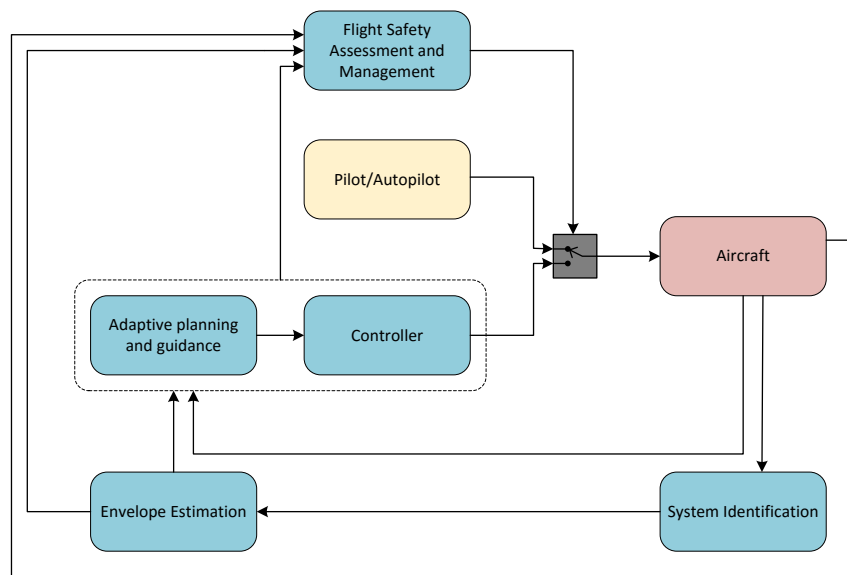 Flight Safety
Assessment and
Management
Pilot/Autopilot
Aircraft
Adaptive planning
and guidance
Controller
Envelope Estimation
System Identification